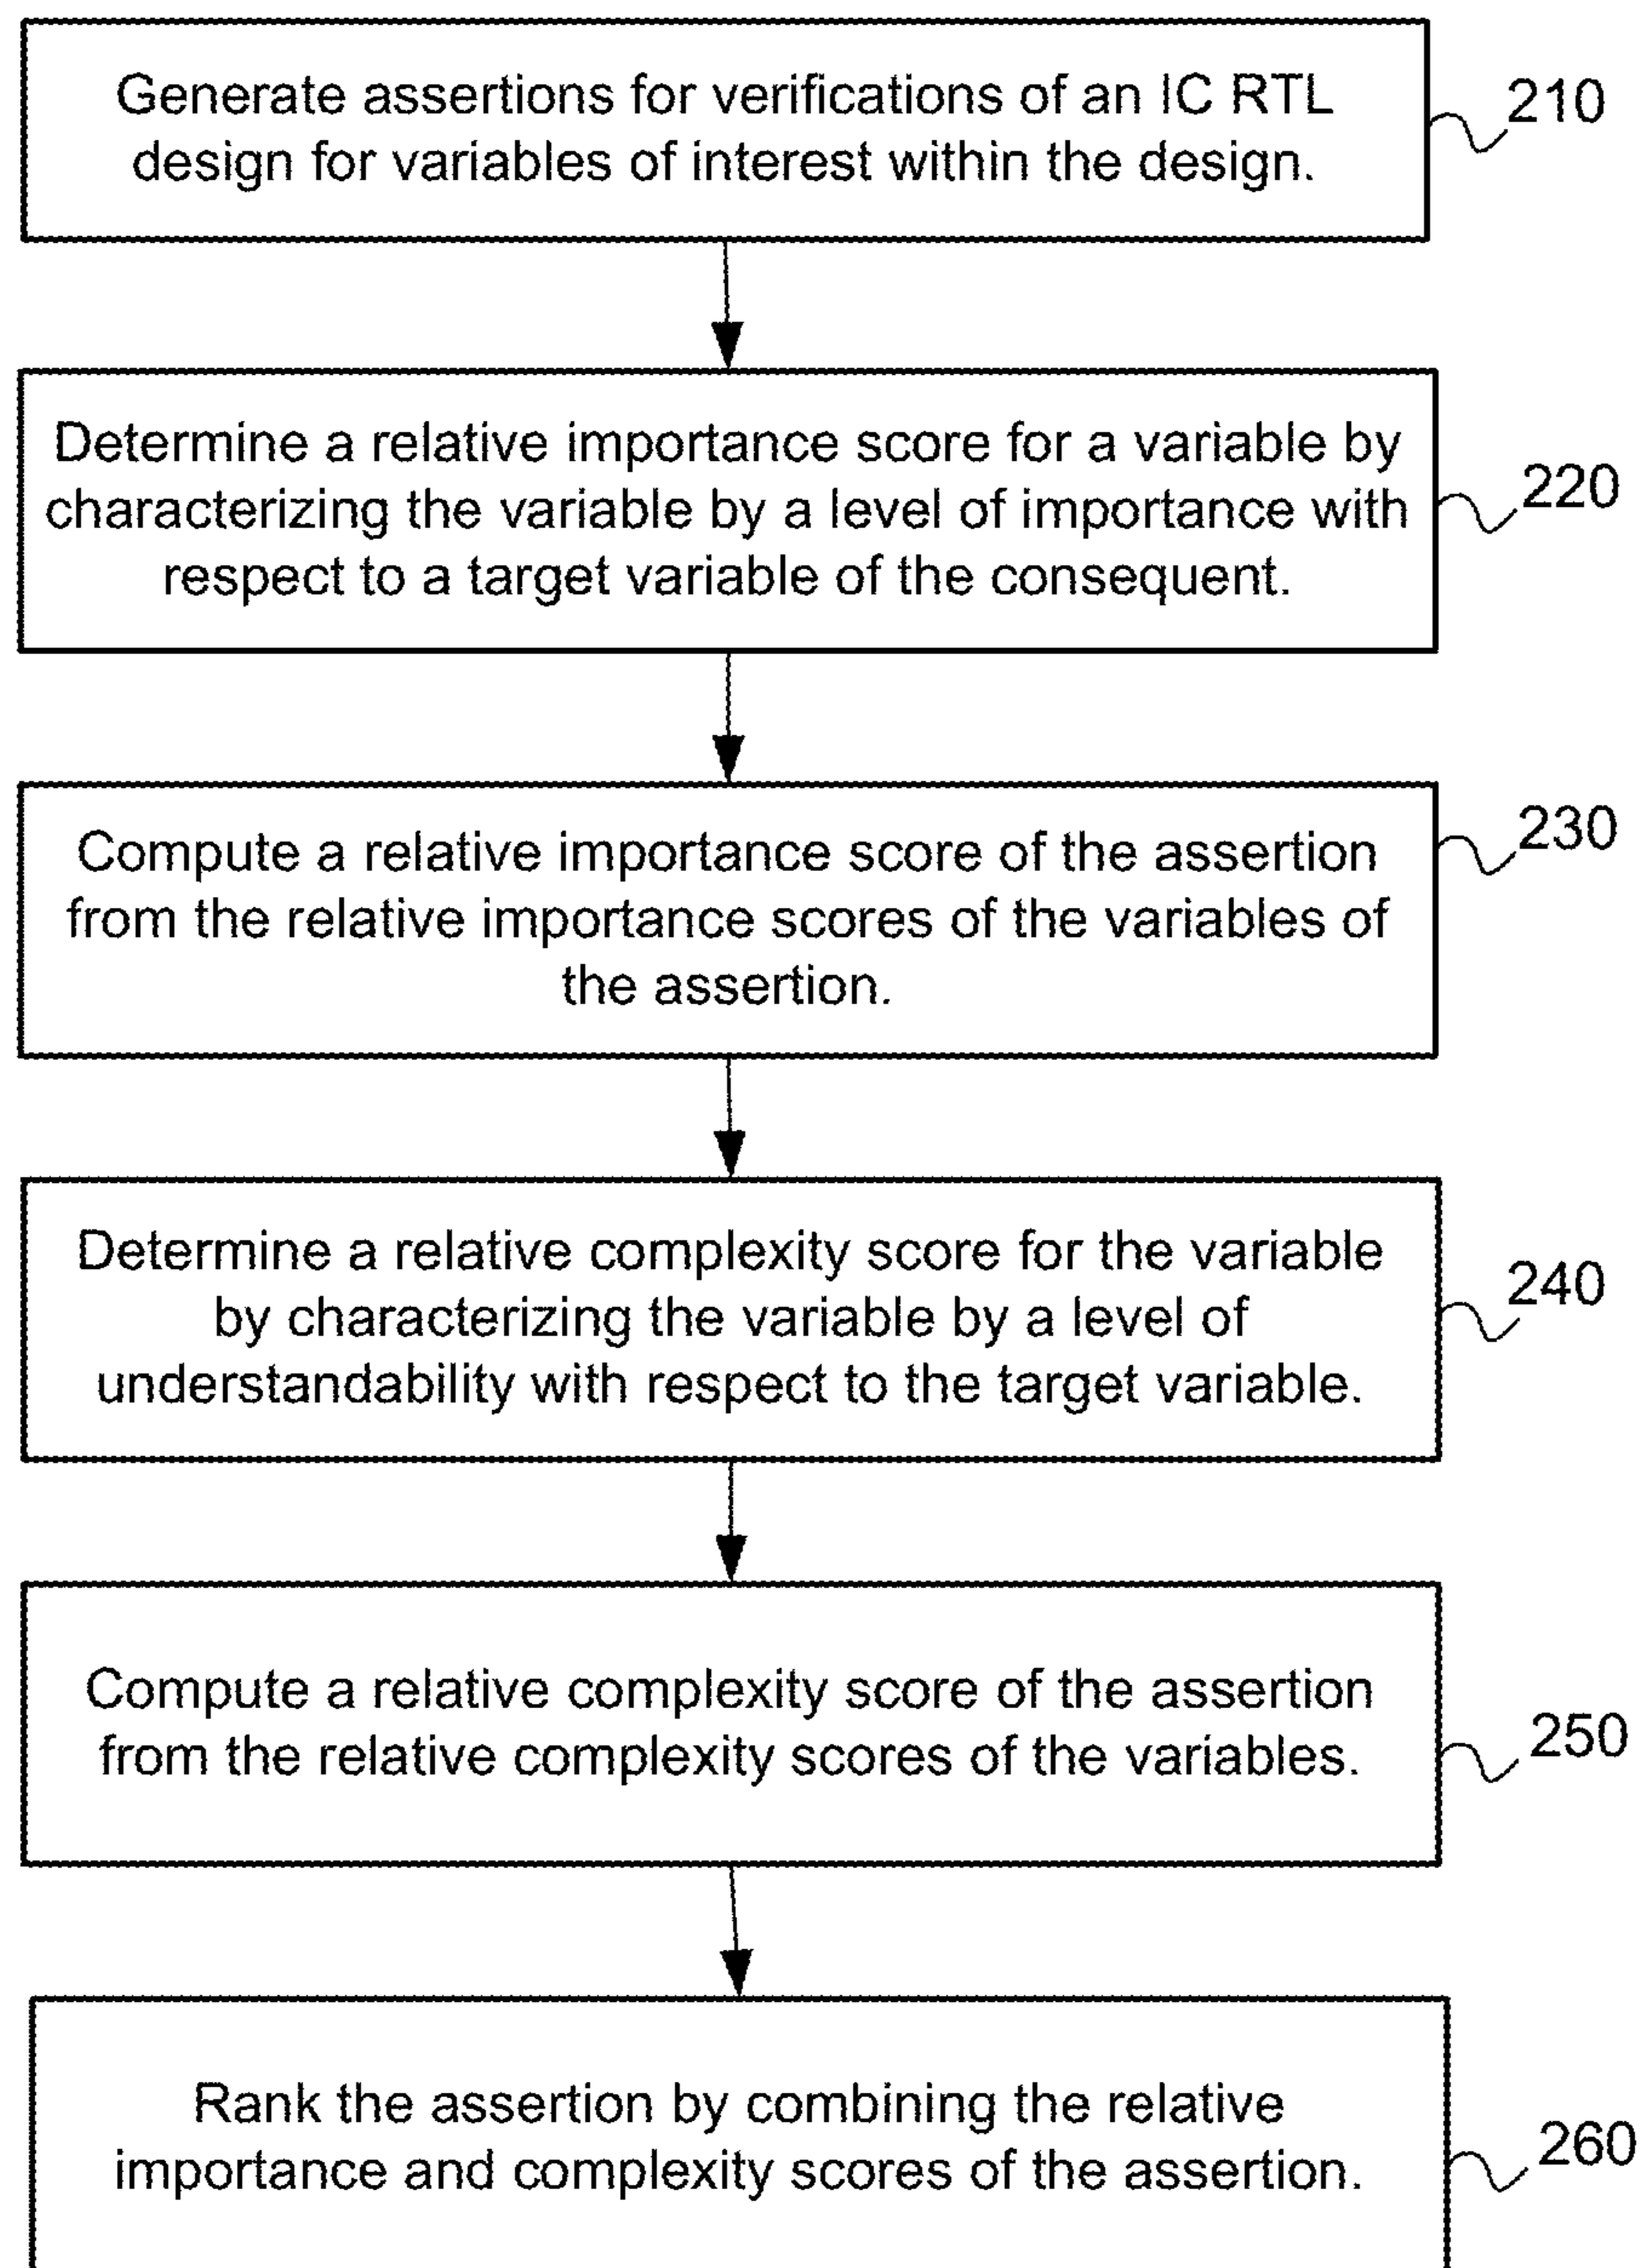 Generate assertions for verifications of an IC RTL
design for variables of interest within the design.
210
Determine a relative importance score for a variable by
characterizing the variable by a level of importance with
respect to a target variable of the consequent.
220
Compute a relative importance score of the assertion
from the relative importance scores of the variables of
the assertion.
230
Determine a relative complexity score for the variable
by characterizing the variable by a level of
understandability with respect to the target variable.
240
Compute a relative complexity score of the assertion
from the relative complexity scores of the variables.
250
Rank the assertion by combining the relative
importance and complexity scores of the assertion.
260